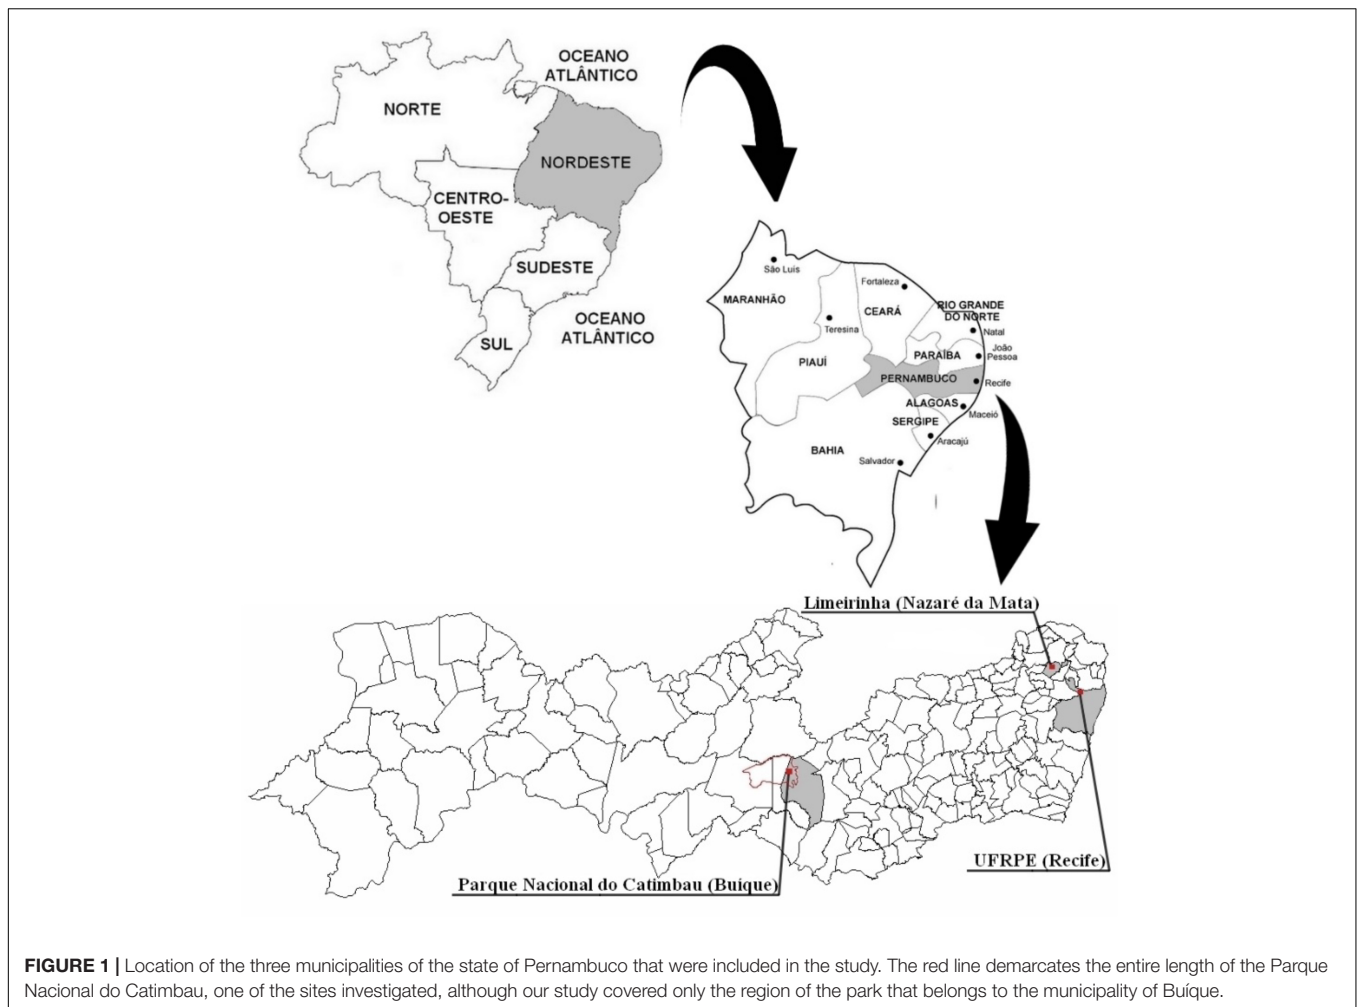 OCEANO
ATLÂNTICO
NORTE
NORDESTE
CENTRO-
OESTE
SUDESTE
OCEANO
ATLÂNTICO
SUL
São Luis
Fortaleza
MARANHÃO
CEARÁ
RIO GRANDE
DO NORTE
Teresina
Natal
João
Pessoa
PARAÍBA
PIAUÍ
PERNAMBUCO
Recife
ALAGOAS
Maceió
SERGIPE
Aracajú
BAHIA
Salvador
Limeirinha (Nazaré da Mata)
UFRPE (Recife)
Parque Nacional do Catimbau (Buíque)
FIGURE 1 | Location of the three municipalities of the state of Pernambuco that were included in the study. The red line demarcates the entire length of the Parque
Nacional do Catimbau, one of the sites investigated, although our study covered only the region of the park that belongs to the municipality of Buíque.